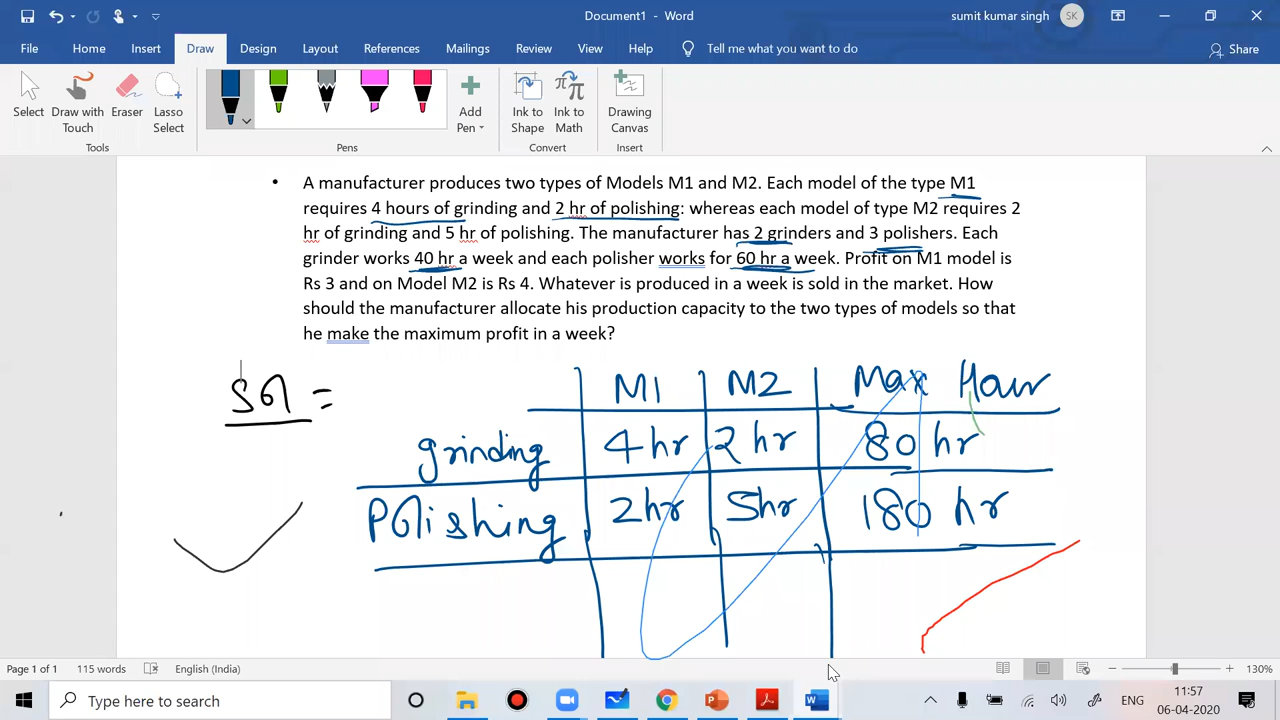 Document1 - Word
sumit kumar singh SK
File Home Insert Draw Design Layout References Mailings Review View Help Tell me what you want to do Share
Select Draw with Touch Eraser Lasso Select Add Pen Ink to Shape Ink to Math Drawing Canvas
Tools Pens Convert Insert
• A manufacturer produces two types of Models M1 and M2. Each model of the type M1
requires 4 hours of grinding and 2 hr of polishing: whereas each model of type M2 requires 2
hr of grinding and 5 hr of polishing. The manufacturer has 2 grinders and 3 polishers. Each
grinder works 40 hr a week and each polisher works for 60 hr a week. Profit on M1 model is
Rs 3 and on Model M2 is Rs 4. Whatever is produced in a week is sold in the market. How
should the manufacturer allocate his production capacity to the two types of models so that
he make the maximum profit in a week?
Sol =
M1 M2 Max Hour
grinding 4 hr 2 hr 80 hr
Polishing 2 hr 5 hr 180 hr
Page 1 of 1 115 words English (India) 130%
Type here to search
ENG
11:57
06-04-2020